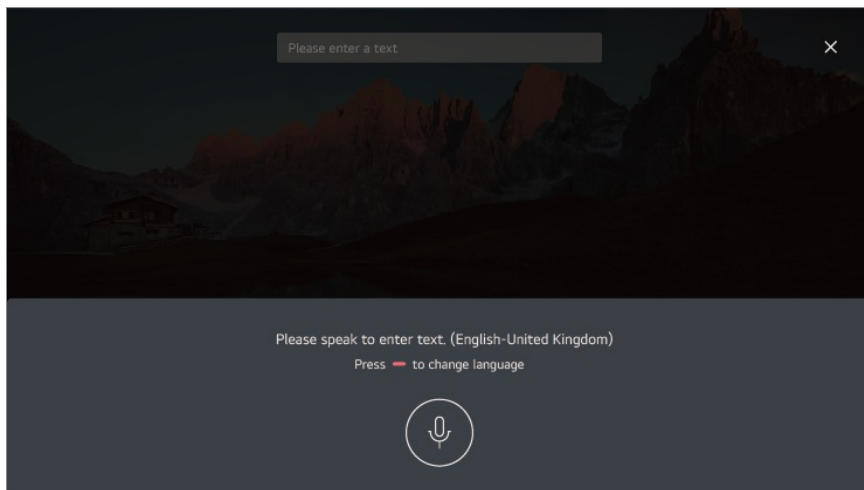 Please enter a text
Please speak to enter text. (English-United Kingdom)
Press to change language